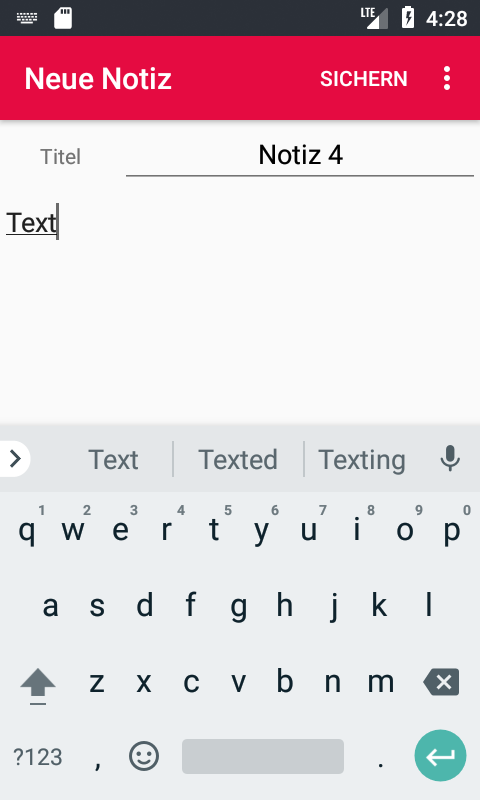 LTE 4:28
Neue Notiz SICHERN
Titel Notiz 4
Text
Text Texted Texting
1 2 3 4 5 6 7 8 9 0
q w e r t y u i o p
a s d f g h j k l
z x c v b n m
?123 , .